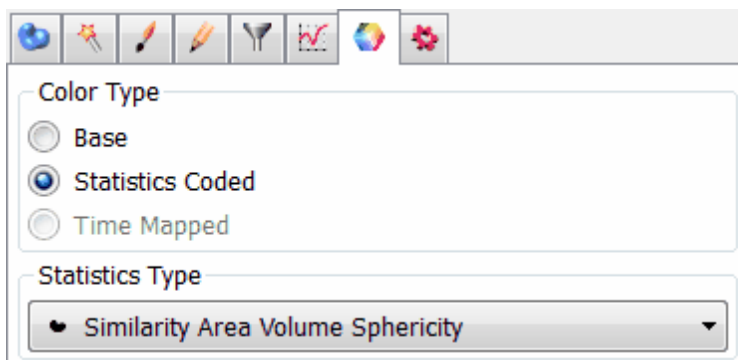 Color Type
Base
Statistics Coded
Time Mapped
Statistics Type
Similarity Area Volume Sphericity